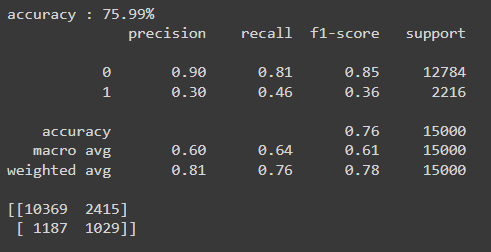 accuracy : 75.99%
precision recall f1-score support
0 0.90 0.81 0.85 12784
1 0.30 0.46 0.36 2216
accuracy 0.76 15000
macro avg 0.60 0.64 0.61 15000
weighted avg 0.81 0.76 0.78 15000
[[10369 2415]
[ 1187 1029]]